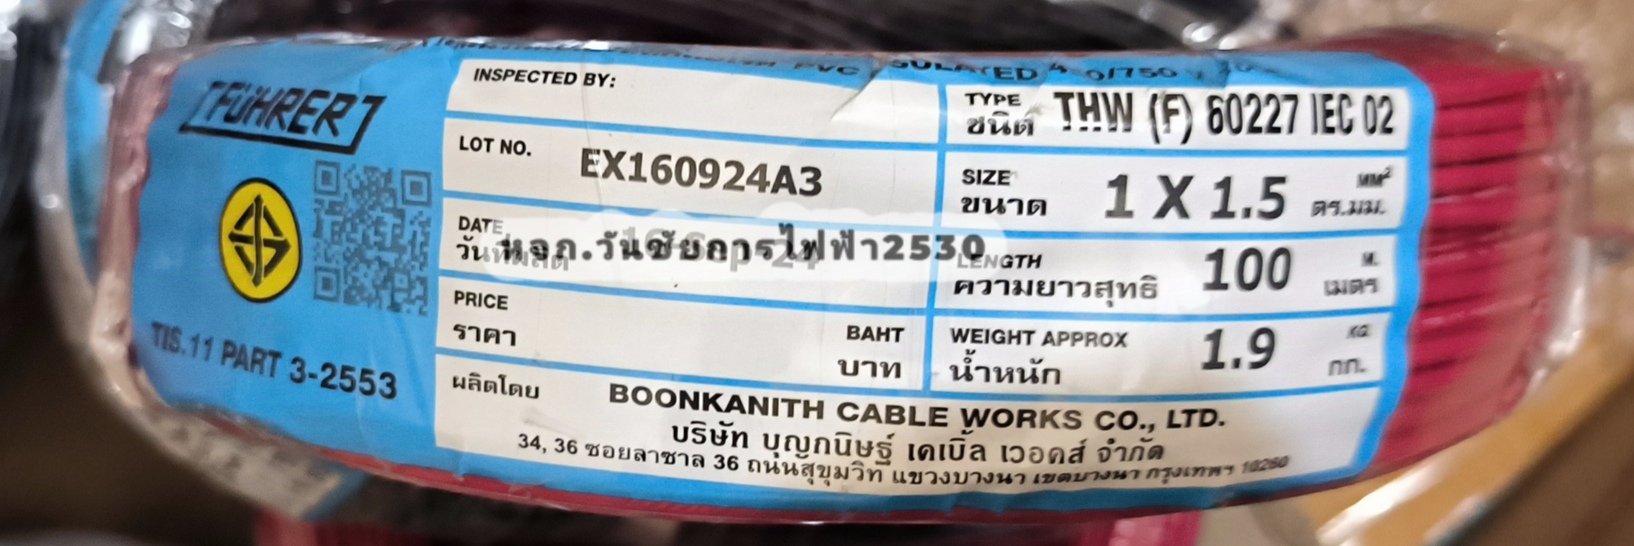 PVC INSULATED
FÜHRER
TIS.11 PART 3-2553
INSPECTED BY:
LOT NO. EX160924A3
DATE
หจก.วันชัยการไฟฟ้า2530
PRICE
ราคา
BAHT
บาท
TYPE
ชนิด
THW (F) 60227 IEC 02
SIZE
ขนาด
1 X 1.5
MM²
ตร.มม.
LENGTH
ความยาวสุทธิ
100
M.
เมตร
WEIGHT APPROX
น้ำหนัก
1.9
KG
กก.
ผลิตโดย
BOONKANITH CABLE WORKS CO., LTD.
บริษัท บุญกนิษฐ์ เคเบิ้ล เวอคส์ จำกัด
34, 36 ซอยลาซาล 36 ถนนสุขุมวิท แขวงบางนา เขตบางนา กรุงเทพฯ 10260